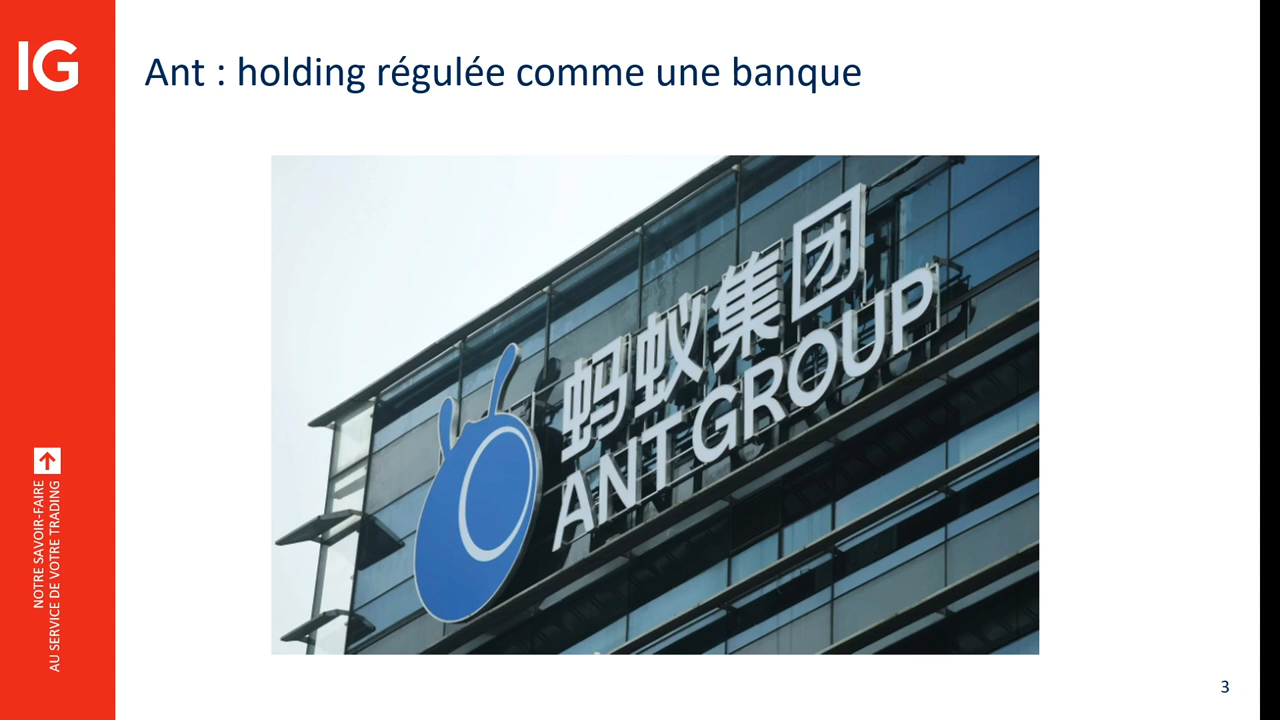 IG
Ant : holding régulée comme une banque
蚂蚁集团
ANT GROUP
NOTRE SAVOIR-FAIRE
AU SERVICE DE VOTRE TRADING
3